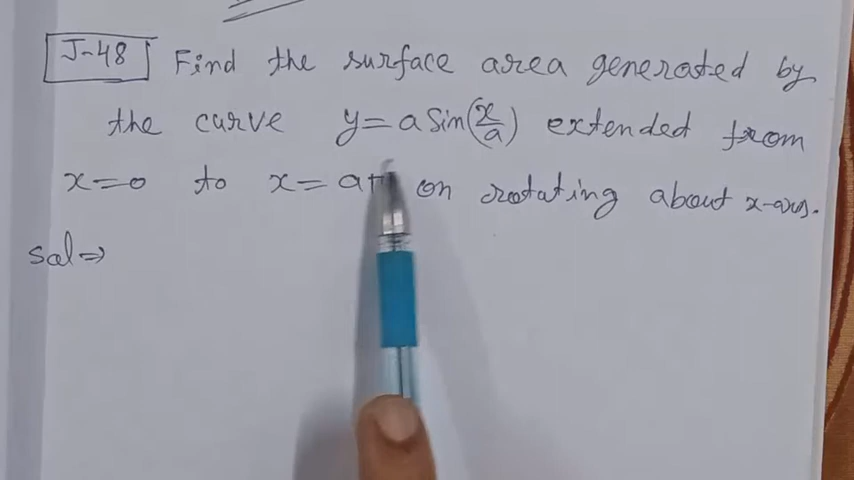 J-48 Find the surface area generated by
the curve y=a Sin(x/a) extended from
x=0 to x= on rotating about x-axis.
Sol⇒